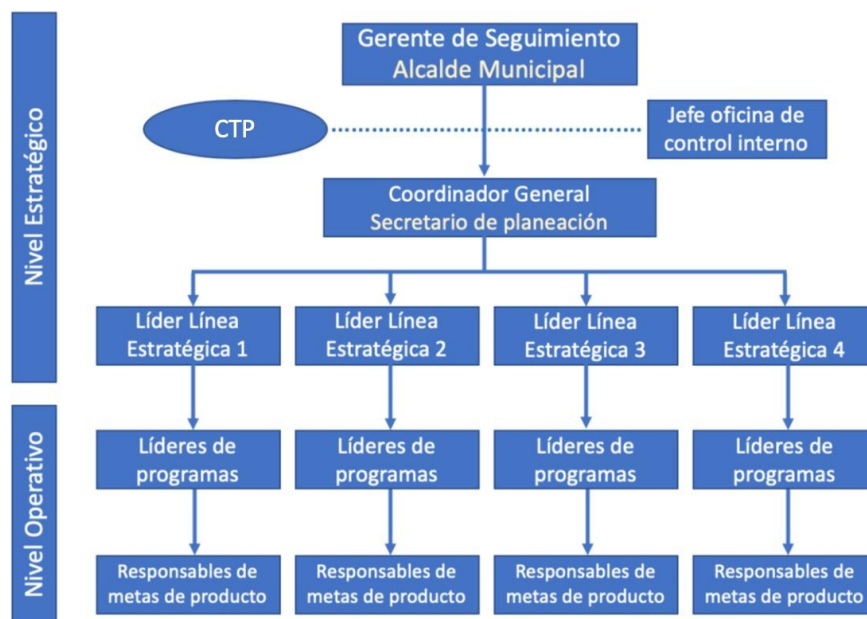 Nivel Estratégico
Gerente de Seguimiento
Alcalde Municipal
CTP
Jefe oficina de
control interno
Coordinador General
Secretario de planeación
Líder Línea
Estratégica 1
Líder Línea
Estratégica 2
Líder Línea
Estratégica 3
Líder Línea
Estratégica 4
Nivel Operativo
Líderes de
programas
Líderes de
programas
Líderes de
programas
Líderes de
programas
Responsables de
metas de producto
Responsables de
metas de producto
Responsables de
metas de producto
Responsables de
metas de producto